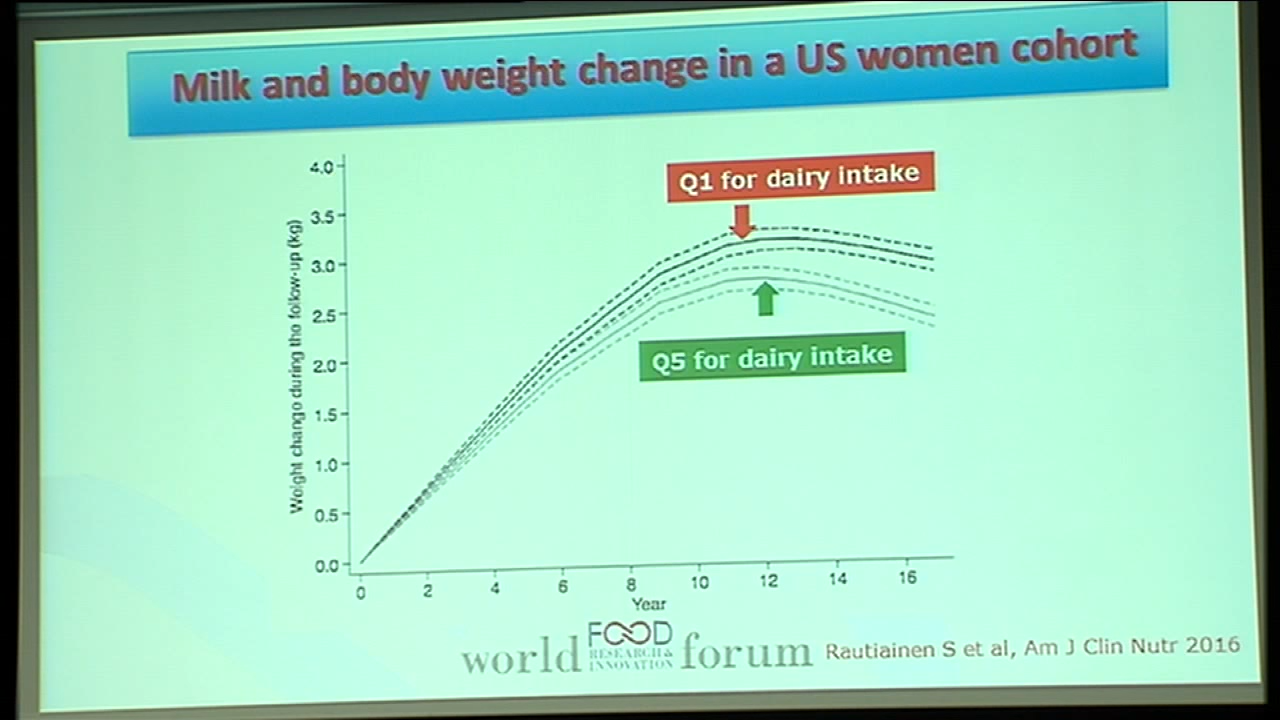 Milk and body weight change in a US women cohort
4.0
3.5
3.0
2.5
2.0
1.5
1.0
0.5
0.0
Weight change during the follow-up (kg)
Q1 for dairy intake
Q5 for dairy intake
0 2 4 6 8 10 12 14 16
Year
world FOOD RESEARCH & INNOVATION forum
Rautiainen S et al, Am J Clin Nutr 2016